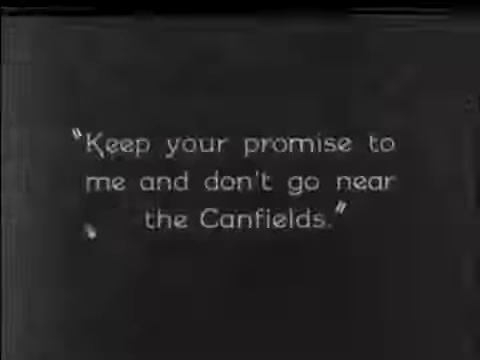 "Keep your promise to
me and don't go near
the Canfields."